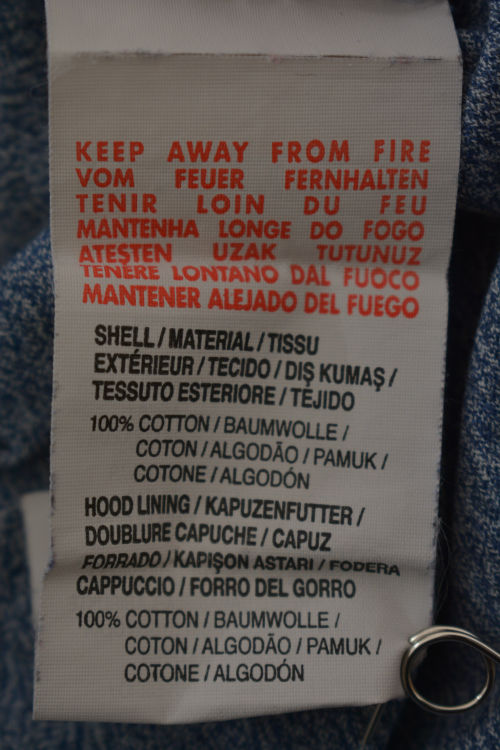 KEEP AWAY FROM FIRE
VOM FEUER FERNHALTEN
TENIR LOIN DU FEU
MANTENHA LONGE DO FOGO
ATEŞTEN UZAK TUTUNUZ
TENERE LONTANO DAL FUOCO
MANTENER ALEJADO DEL FUEGO
SHELL / MATERIAL / TISSU
EXTÉRIEUR / TECIDO / DIŞ KUMAŞ /
TESSUTO ESTERIORE / TEJIDO
100% COTTON / BAUMWOLLE /
COTON / ALGODÃO / PAMUK /
COTONE / ALGODÓN
HOOD LINING / KAPUZENFUTTER /
DOUBLURE CAPUCHE / CAPUZ
FORRADO / KAPIŞON ASTARI / FODERA
CAPPUCCIO / FORRO DEL GORRO
100% COTTON / BAUMWOLLE /
COTON / ALGODÃO / PAMUK /
COTONE / ALGODÓN